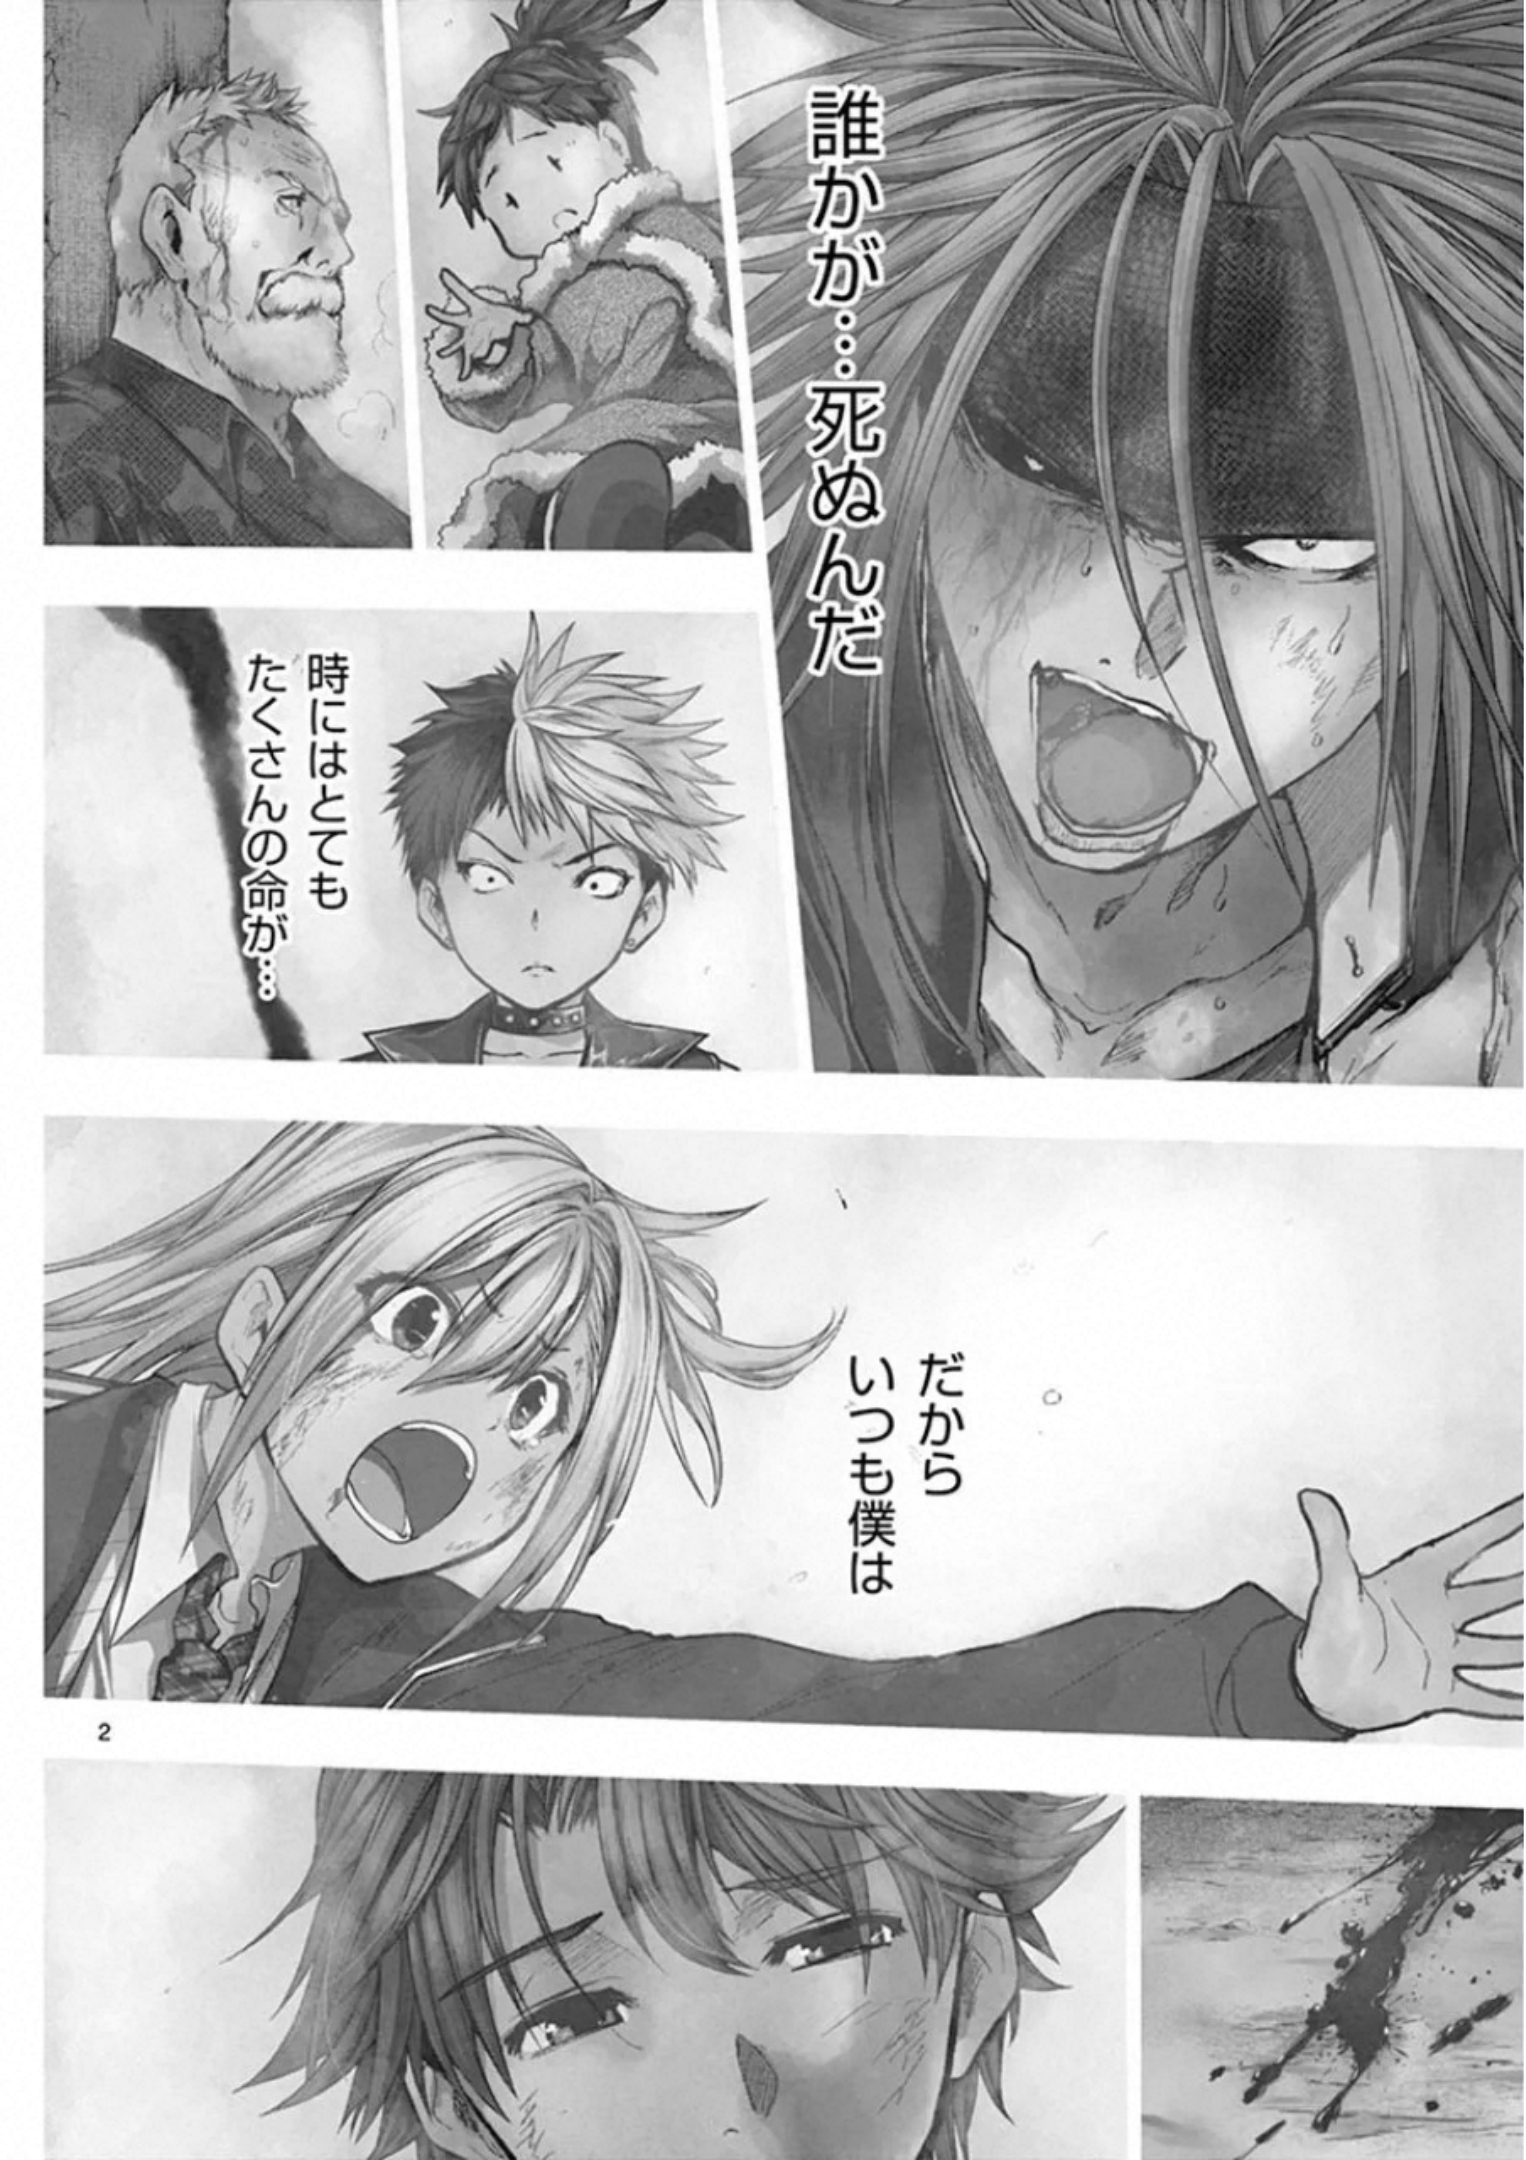 誰かが…死ぬんだ
時にはとても
たくさんの命が…
だから
いつも僕は
2